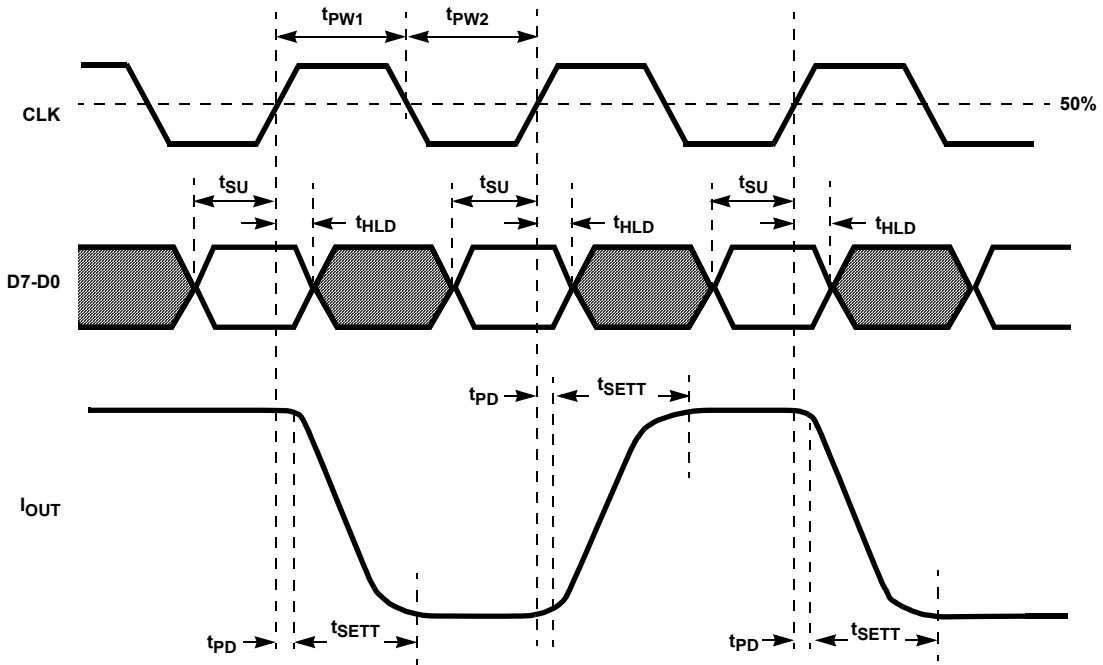 tPW1 tPW2
CLK
50%
tSU tSU tSU
tHLD tHLD tHLD
D7-D0
tPD tSETT
IOUT
tPD tSETT tPD tSETT